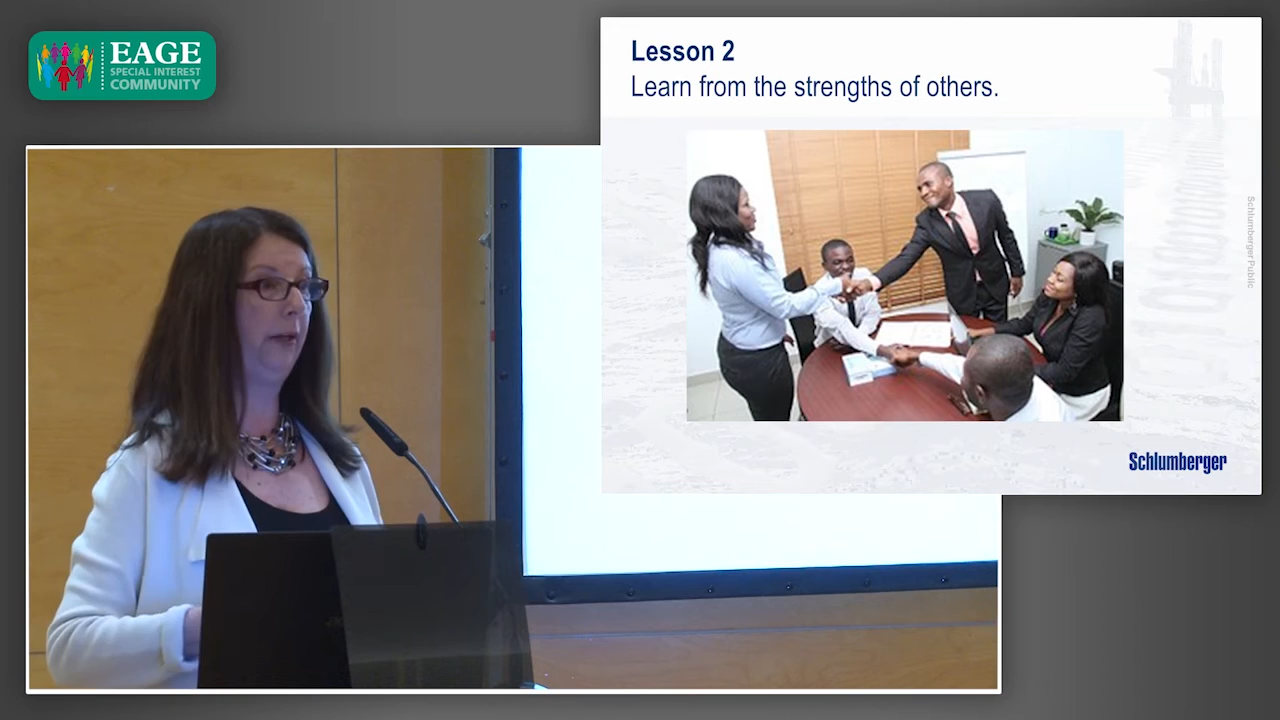 EAGE
SPECIAL INTEREST
COMMUNITY
Lesson 2
Learn from the strengths of others.
Schlumberger Public
Schlumberger